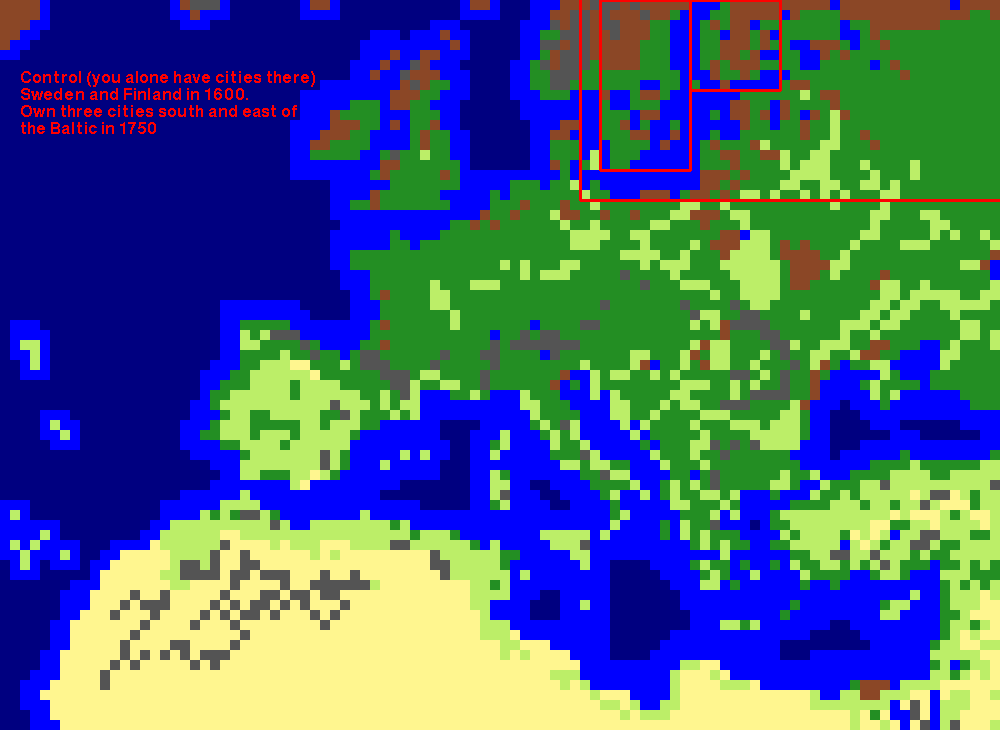 Control (you alone have cities there)
Sweden and Finland in 1600.
Own three cities south and east of
the Baltic in 1750